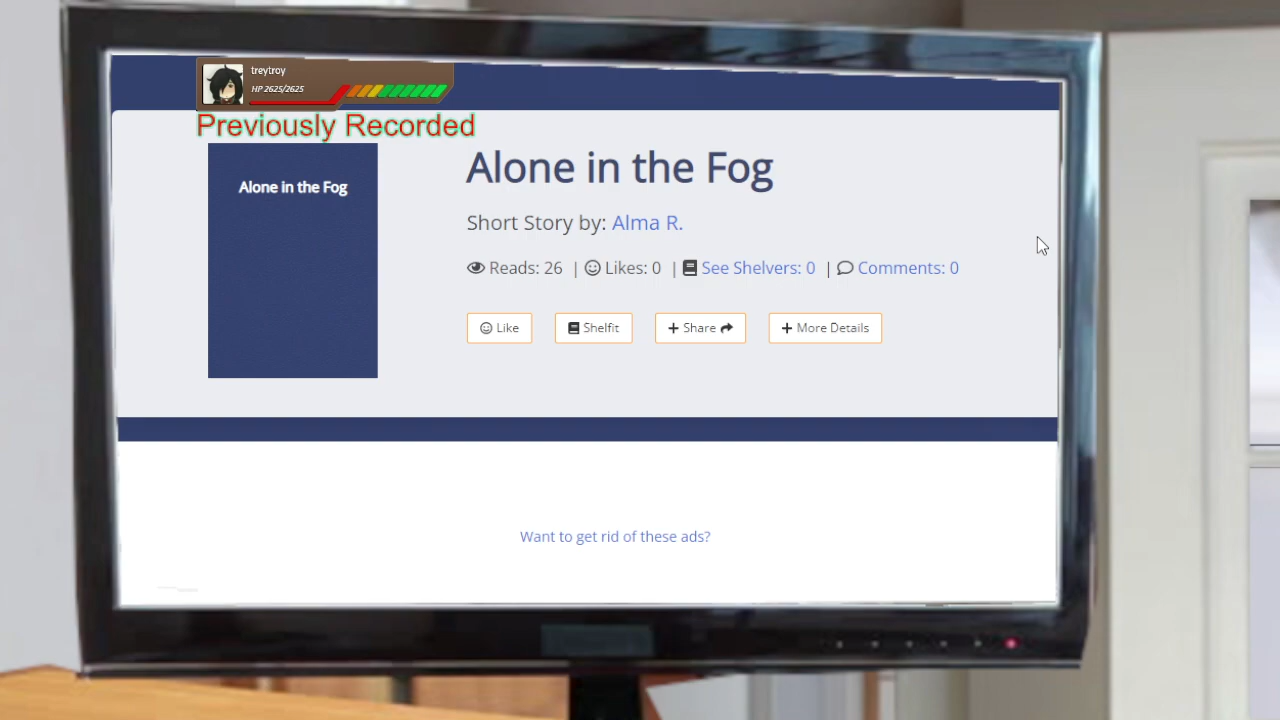 treytroy
HP 2625/2625
Previously Recorded
Alone in the Fog
Alone in the Fog
Short Story by: Alma R.
Reads: 26 | Likes: 0 | See Shelvers: 0 | Comments: 0
Like Shelfit + Share + More Details
Want to get rid of these ads?